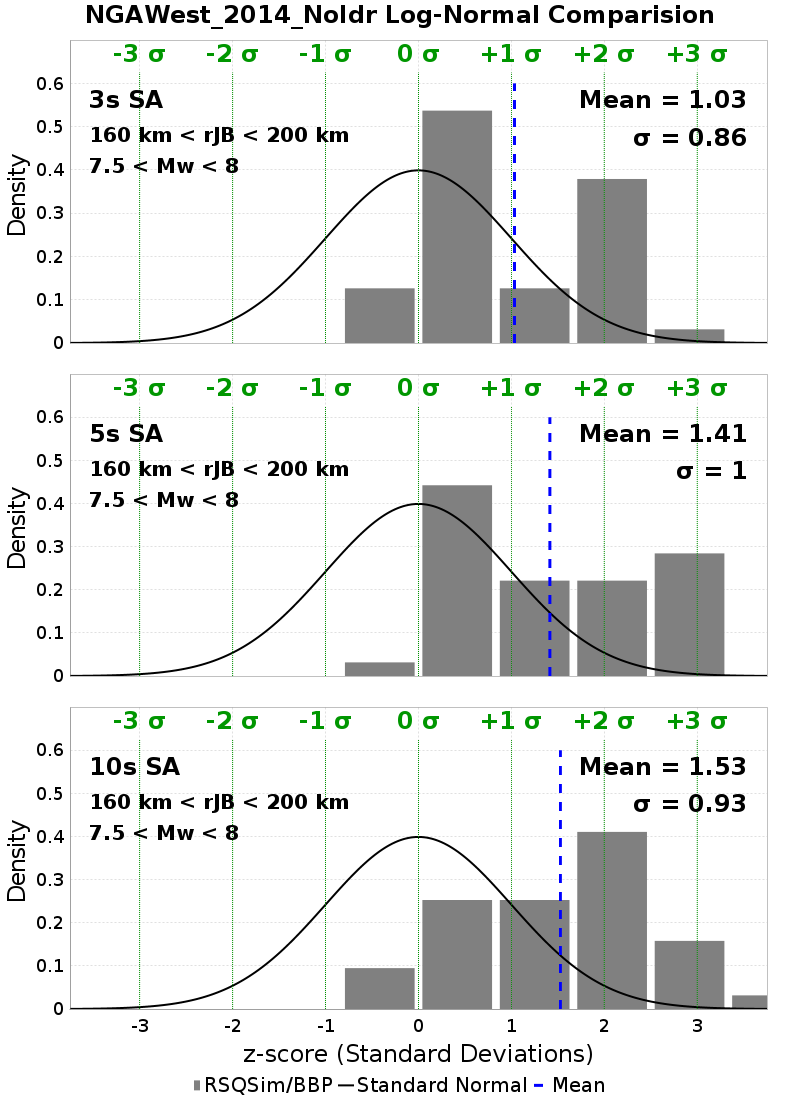 NGAWest_2014_NoIdr Log-Normal Comparision
-3 σ -2 σ -1 σ 0 σ +1 σ +2 σ +3 σ
0.6
3s SA Mean = 1.03
0.5
160 km < rJB < 200 km σ = 0.86
7.5 < Mw < 8
0.4
0.3
0.2
0.1
0
Density
-3 σ -2 σ -1 σ 0 σ +1 σ +2 σ +3 σ
0.6
5s SA Mean = 1.41
0.5
160 km < rJB < 200 km σ = 1
7.5 < Mw < 8
0.4
0.3
0.2
0.1
0
Density
-3 σ -2 σ -1 σ 0 σ +1 σ +2 σ +3 σ
0.6
10s SA Mean = 1.53
0.5
160 km < rJB < 200 km σ = 0.93
7.5 < Mw < 8
0.4
0.3
0.2
0.1
0
Density
-3 -2 -1 0 1 2 3
z-score (Standard Deviations)
RSQSim/BBP Standard Normal Mean